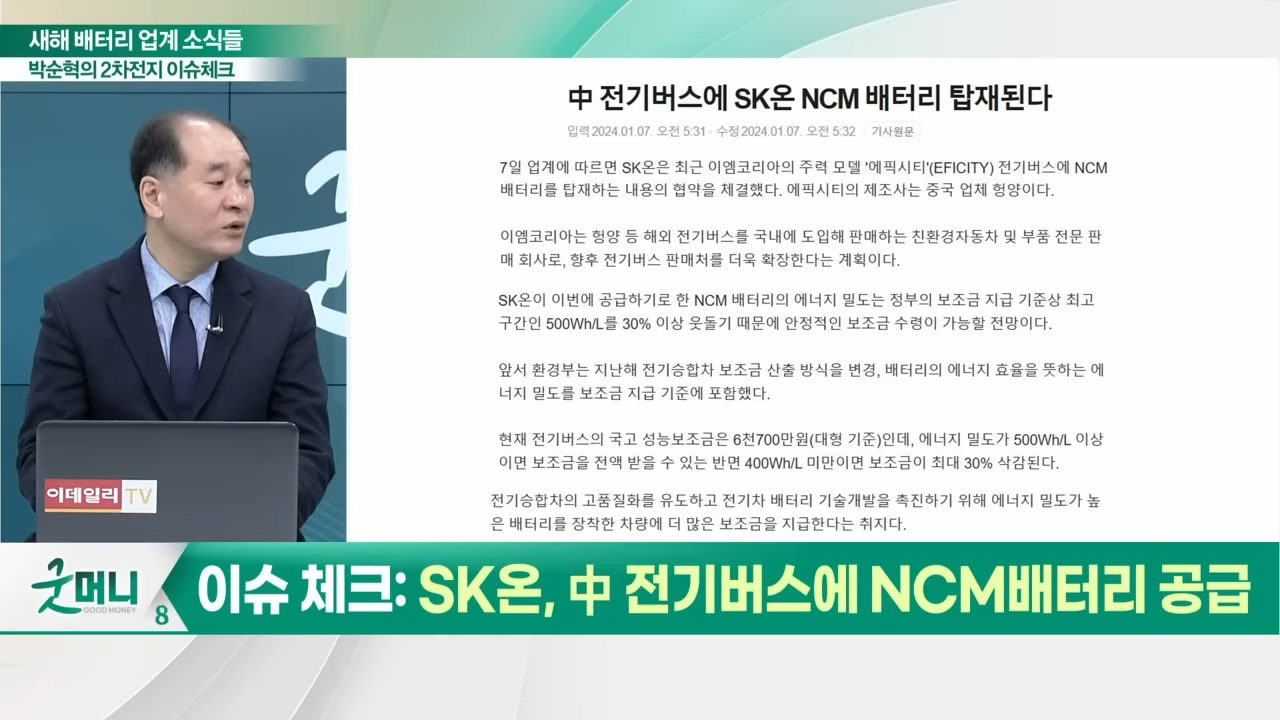 새해 배터리 업계 소식들
박순혁의 2차전지 이슈체크
中 전기버스에 SK온 NCM 배터리 탑재된다
입력 2024.01.07. 오전 5:31 · 수정 2024.01.07. 오전 5:32 기사원문
7일 업계에 따르면 SK온은 최근 이엠코리아의 주력 모델 '에픽시티'(EFICITY) 전기버스에 NCM
배터리를 탑재하는 내용의 협약을 체결했다. 에픽시티의 제조사는 중국 업체 헝양이다.
이엠코리아는 헝양 등 해외 전기버스를 국내에 도입해 판매하는 친환경자동차 및 부품 전문 판
매 회사로, 향후 전기버스 판매처를 더욱 확장한다는 계획이다.
SK온이 이번에 공급하기로 한 NCM 배터리의 에너지 밀도는 정부의 보조금 지급 기준상 최고
구간인 500Wh/L를 30% 이상 웃돌기 때문에 안정적인 보조금 수령이 가능할 전망이다.
앞서 환경부는 지난해 전기승합차 보조금 산출 방식을 변경, 배터리의 에너지 효율을 뜻하는 에
너지 밀도를 보조금 지급 기준에 포함했다.
현재 전기버스의 국고 성능보조금은 6천700만원(대형 기준)인데, 에너지 밀도가 500Wh/L 이상
이면 보조금을 전액 받을 수 있는 반면 400Wh/L 미만이면 보조금이 최대 30% 삭감된다.
전기승합차의 고품질화를 유도하고 전기차 배터리 기술개발을 촉진하기 위해 에너지 밀도가 높
은 배터리를 장착한 차량에 더 많은 보조금을 지급한다는 취지다.
이데일리 TV
굿머니
GOOD MONEY
8
이슈 체크: SK온, 中 전기버스에 NCM배터리 공급